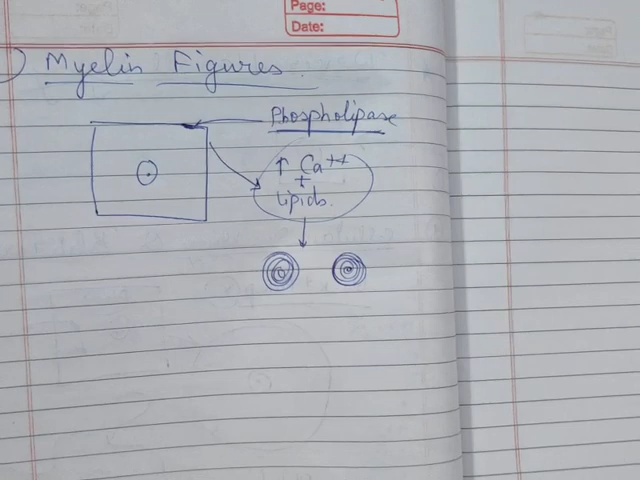 Page:
Date:
Myelin Figures.
Phospholipase
↑ Ca++
+
lipids.